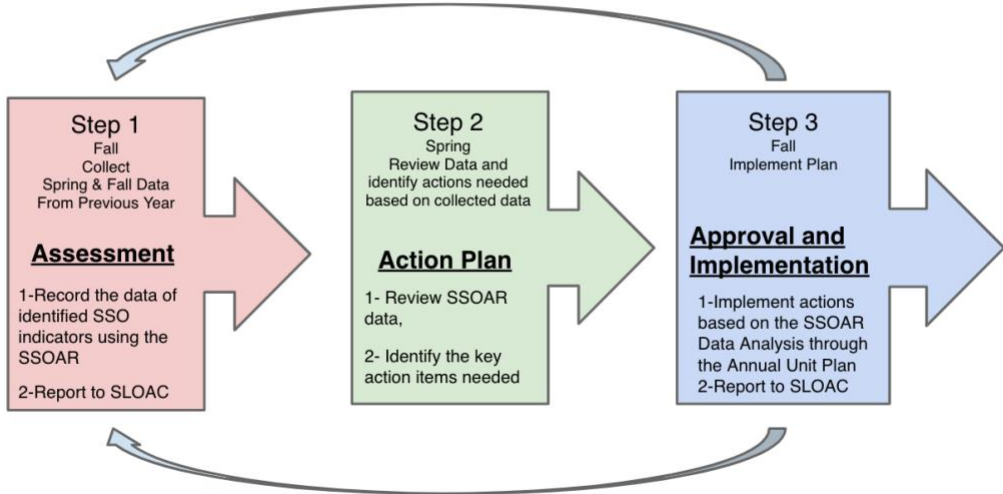 Step 1
Fall
Collect
Spring & Fall Data
From Previous Year
Assessment
1-Record the data of
identified SSO
indicators using the
SSOAR
2-Report to SLOAC
Step 2
Spring
Review Data and
identify actions needed
based on collected data
Action Plan
1- Review SSOAR
data,
2- Identify the key
action items needed
Step 3
Fall
Implement Plan
Approval and
Implementation
1-Implement actions
based on the SSOAR
Data Analysis through
the Annual Unit Plan
2-Report to SLOAC